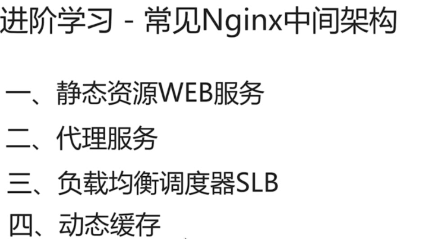 进阶学习 - 常见Nginx中间架构
一、静态资源WEB服务
二、代理服务
三、负载均衡调度器SLB
四、动态缓存